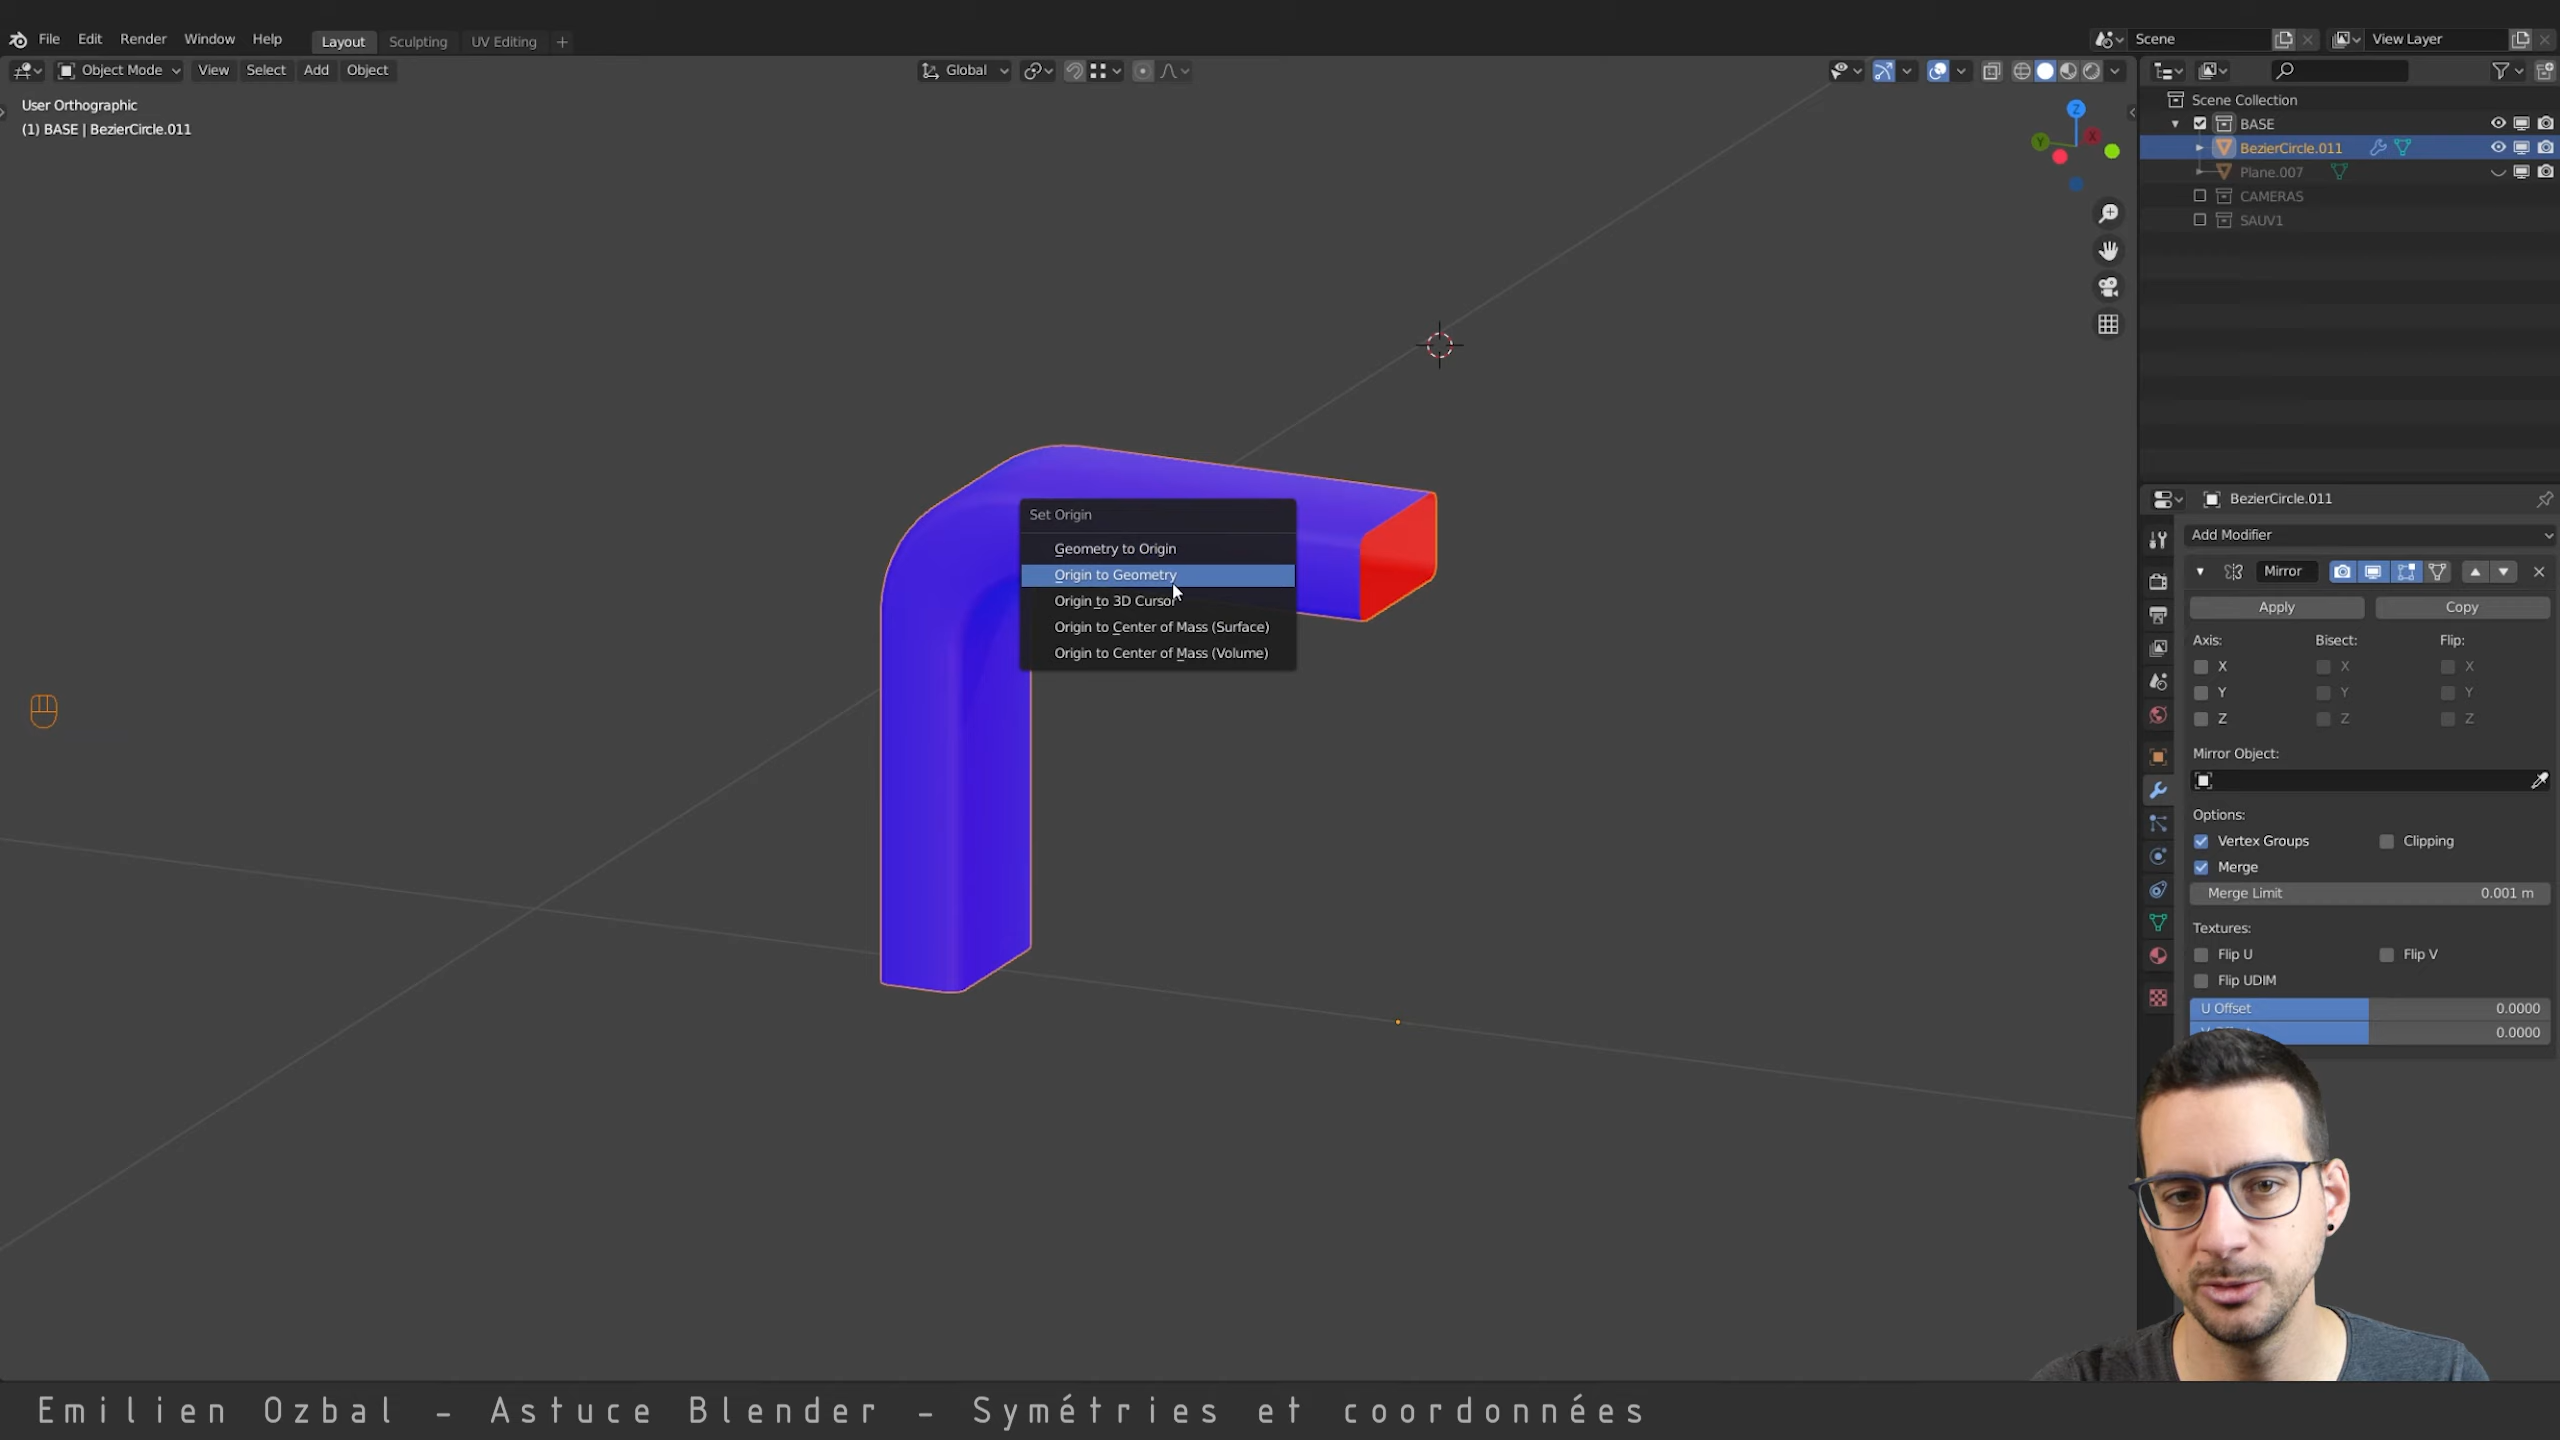 File Edit Render Window Help Layout Sculpting UV Editing + Scene View Layer
Object Mode View Select Add Object Global
User Orthographic
(1) BASE | BezierCircle.011
Z
Y
X
Scene Collection
BASE
BezierCircle.011
Plane.007
CAMERAS
SAUV1
Set Origin
Geometry to Origin
Origin to Geometry
Origin to 3D Cursor
Origin to Center of Mass (Surface)
Origin to Center of Mass (Volume)
BezierCircle.011
Add Modifier
Mirror
Apply Copy
Axis: Bisect: Flip:
X X X
Y Y Y
Z Z Z
Mirror Object:
Options:
Vertex Groups Clipping
Merge
Merge Limit 0.001 m
Textures:
Flip U Flip V
Flip UDIM
U Offset 0.0000
0.0000
Emilien Ozbal - Astuce Blender - Symétries et coordonnées